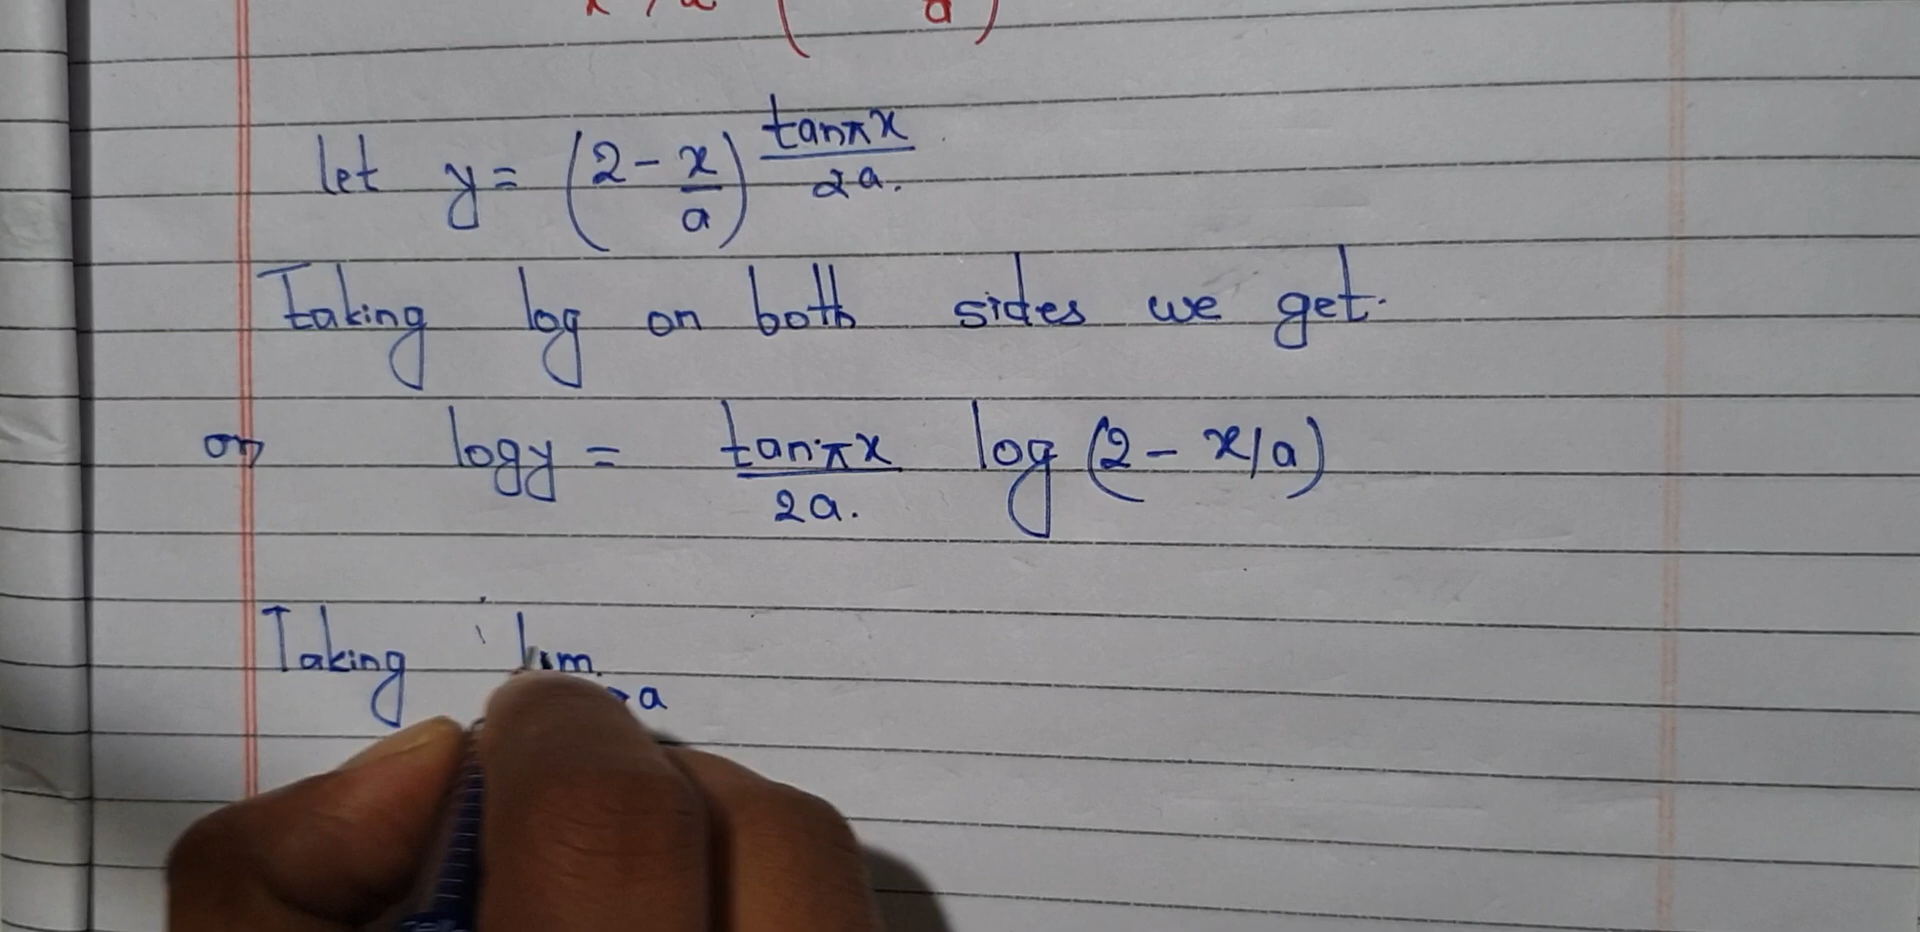 let y = (2 - x/a)^(tan πx/2a.)
Taking log on both sides we get.
or log y = tan πx/2a. log (2 - x/a)
Taking lim →a